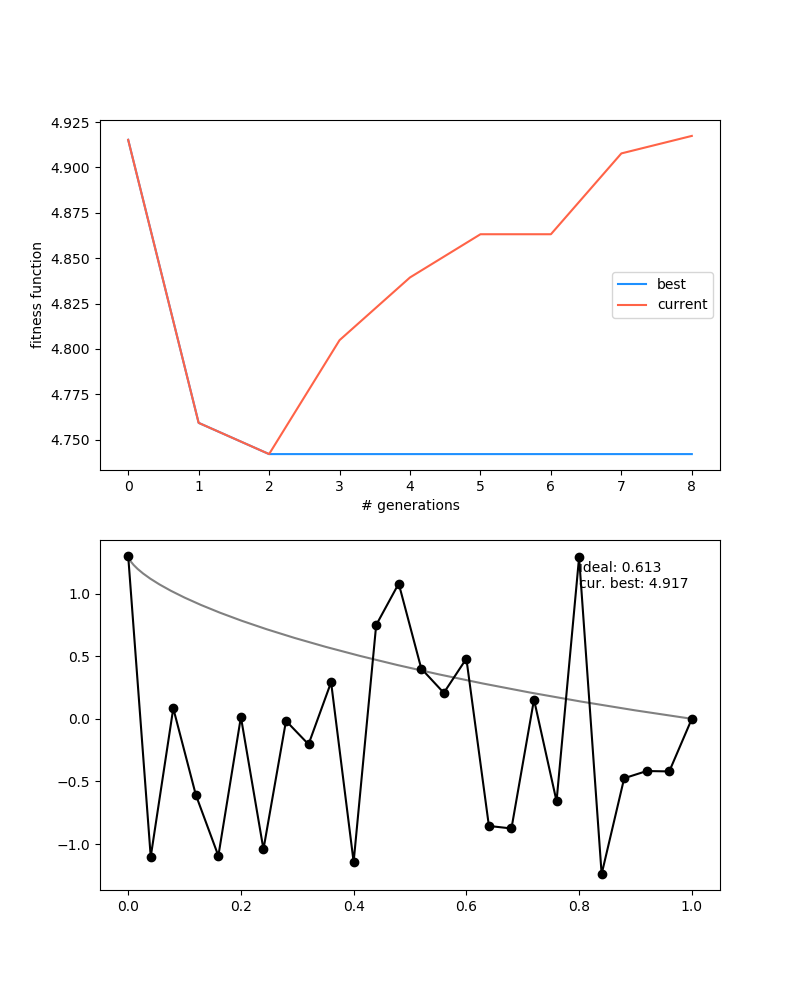 4.925
4.900
4.875
4.850
4.825
4.800
4.775
4.750
fitness function
best
current
0 1 2 3 4 5 6 7 8
# generations
ideal: 0.613
cur. best: 4.917
1.0
0.5
0.0
−0.5
−1.0
0.0 0.2 0.4 0.6 0.8 1.0